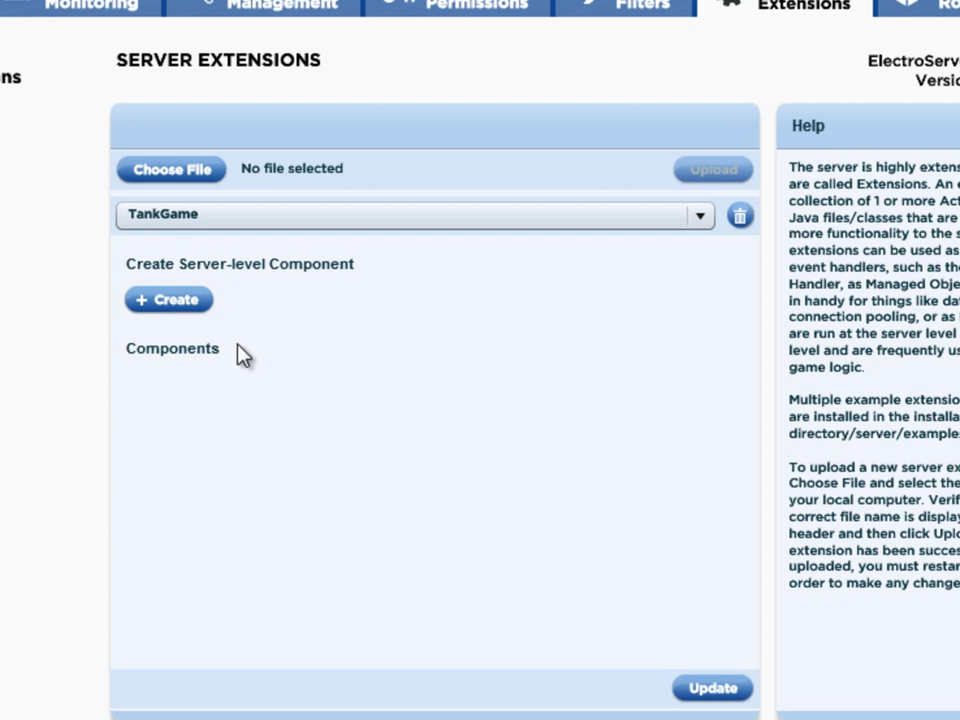 Monitoring
Management
Permissions
Filters
Extensions
Ro
ns
SERVER EXTENSIONS
ElectroServ
Versio
Choose File
No file selected
Upload
TankGame
Create Server-level Component
+ Create
Components
Update
Help
The server is highly extens
are called Extensions. An e
collection of 1 or more Act
Java files/classes that are
more functionality to the s
extensions can be used as
event handlers, such as the
Handler, as Managed Obje
in handy for things like dat
connection pooling, or as
are run at the server level
level and are frequently us
game logic.
Multiple example extensio
are installed in the installa
directory/server/example
To upload a new server ex
Choose File and select the
your local computer. Verif
correct file name is display
header and then click Uplo
extension has been succes
uploaded, you must restar
order to make any change